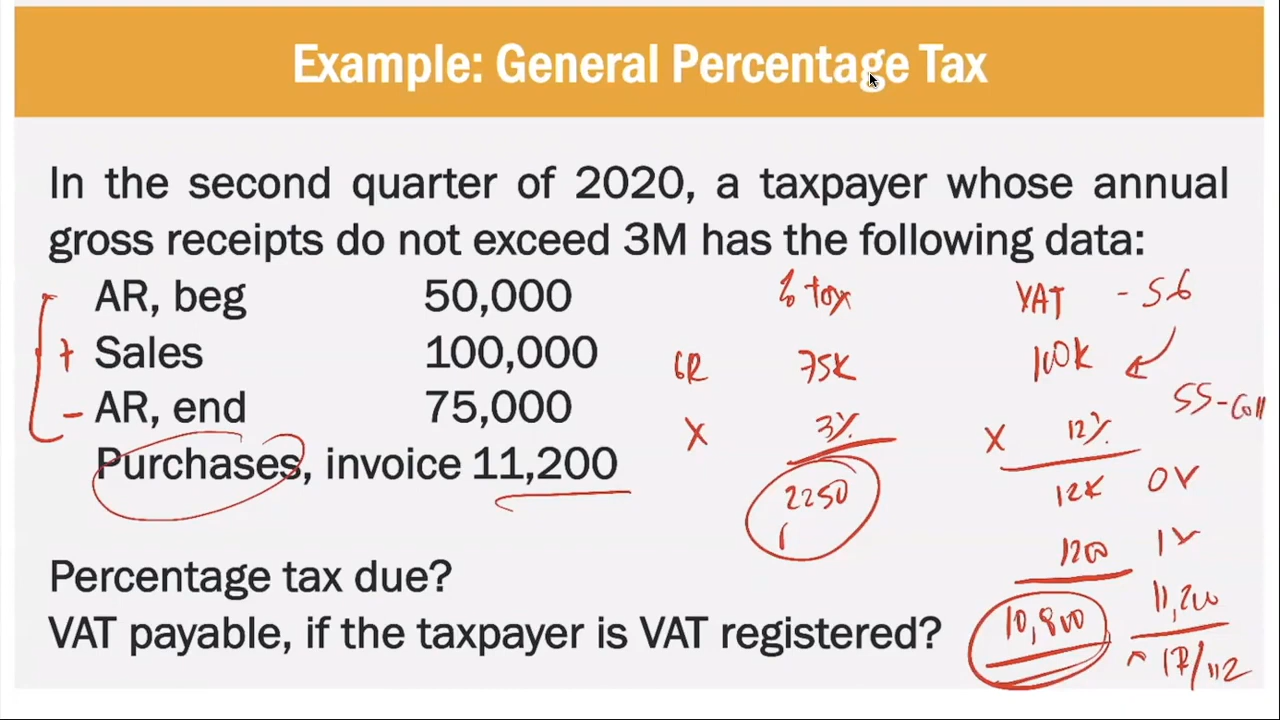 Example: General Percentage Tax
In the second quarter of 2020, a taxpayer whose annual
gross receipts do not exceed 3M has the following data:
AR, beg 50,000
% tax VAT - SG
+ Sales 100,000
GR 75K 100K
- AR, end 75,000
SS - Coll
X 3% X 12%
Purchases, invoice 11,200
2250 12K OV
1200 IV
Percentage tax due?
11,200
VAT payable, if the taxpayer is VAT registered?
10,800
12/112